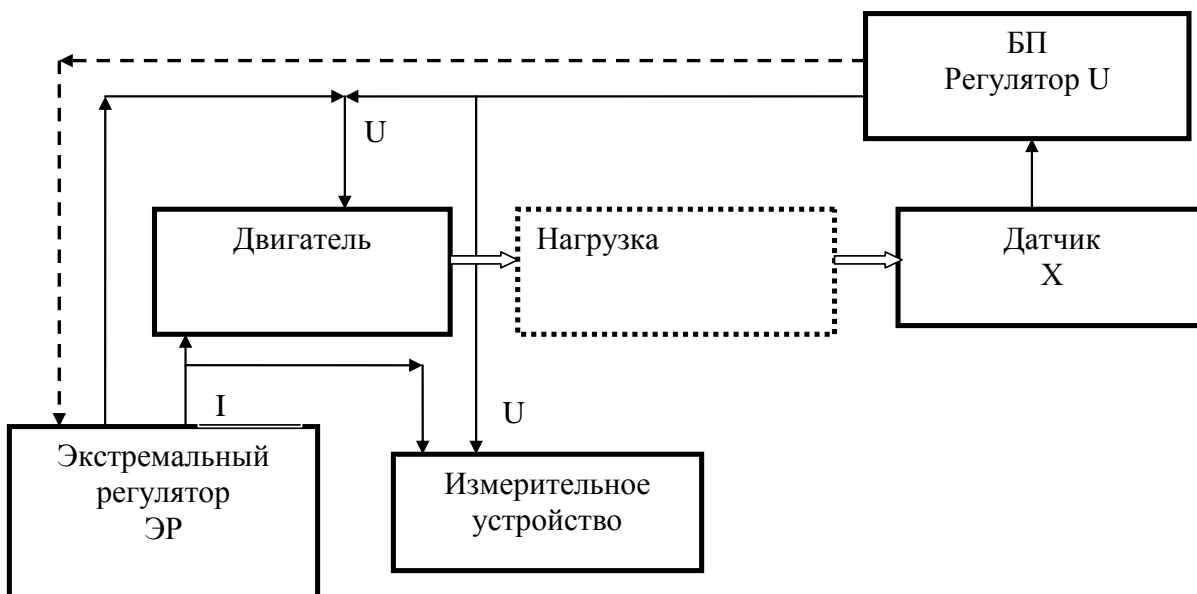 БП
Регулятор U
U
Двигатель
Нагрузка
Датчик
X
I
U
Экстремальный
регулятор
ЭР
Измерительное
устройство